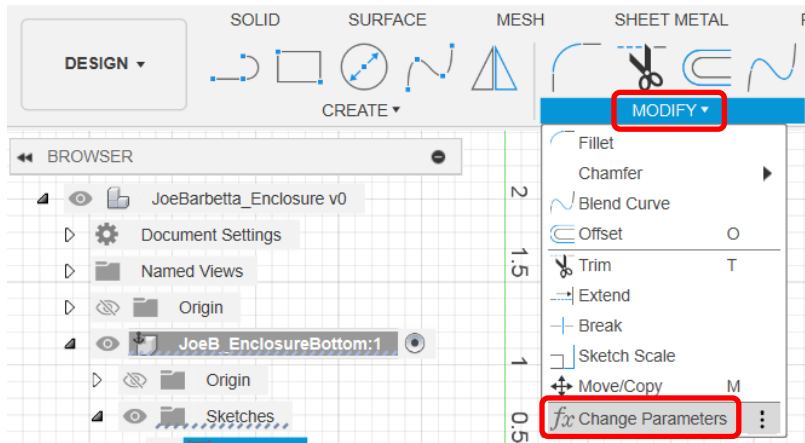 SOLID SURFACE MESH SHEET METAL
DESIGN
CREATE MODIFY
BROWSER
JoeBarbetta_Enclosure v0
Document Settings
Named Views
Origin
JoeB_EnclosureBottom:1
Origin
Sketches
2
1.5
1
0.5
Fillet
Chamfer
Blend Curve
Offset O
Trim T
Extend
Break
Sketch Scale
Move/Copy M
fx Change Parameters